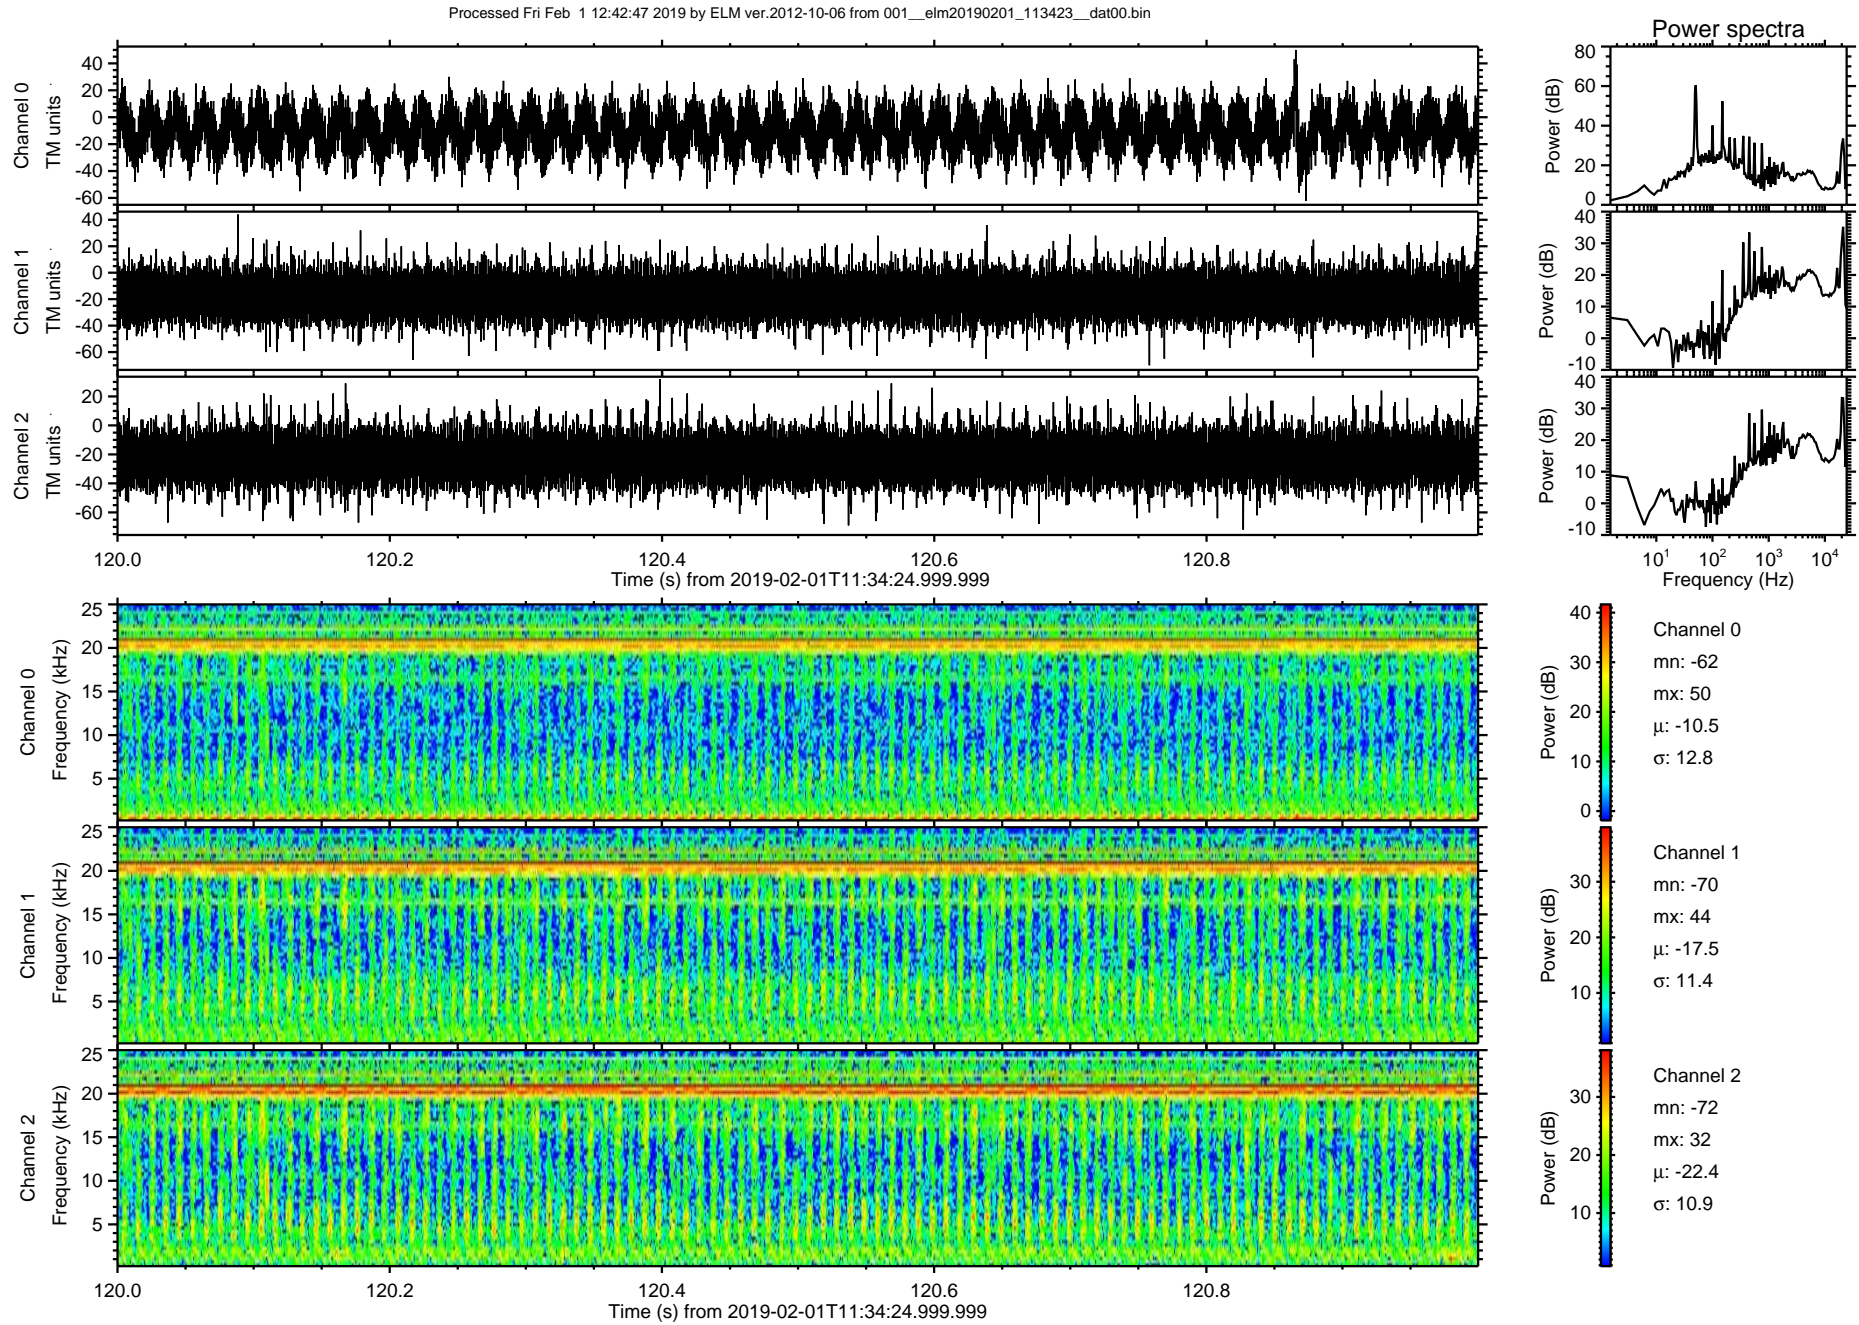 Processed Fri Feb  1 12:42:47 2019 by ELM ver.2012-10-06 from 001__elm20190201_113423__dat00.bin
Power spectra
Channel 0
TM units
40
20
0
-20
-40
-60
Power (dB)
80
60
40
20
0
Channel 1
TM units
40
20
0
-20
-40
-60
Power (dB)
40
30
20
10
0
-10
Channel 2
TM units
20
0
-20
-40
-60
Power (dB)
40
30
20
10
0
-10
120.0 120.2 120.4 120.6 120.8
Time (s) from 2019-02-01T11:34:24.999.999
10¹ 10² 10³ 10⁴
Frequency (Hz)
Channel 0
Frequency (kHz)
25
20
15
10
5
Power (dB)
40
30
20
10
0
Channel 0
mn: -62
mx: 50
μ: -10.5
σ: 12.8
Channel 1
Frequency (kHz)
25
20
15
10
5
Power (dB)
30
20
10
Channel 1
mn: -70
mx: 44
μ: -17.5
σ: 11.4
Channel 2
Frequency (kHz)
25
20
15
10
5
Power (dB)
30
20
10
Channel 2
mn: -72
mx: 32
μ: -22.4
σ: 10.9
120.0 120.2 120.4 120.6 120.8
Time (s) from 2019-02-01T11:34:24.999.999